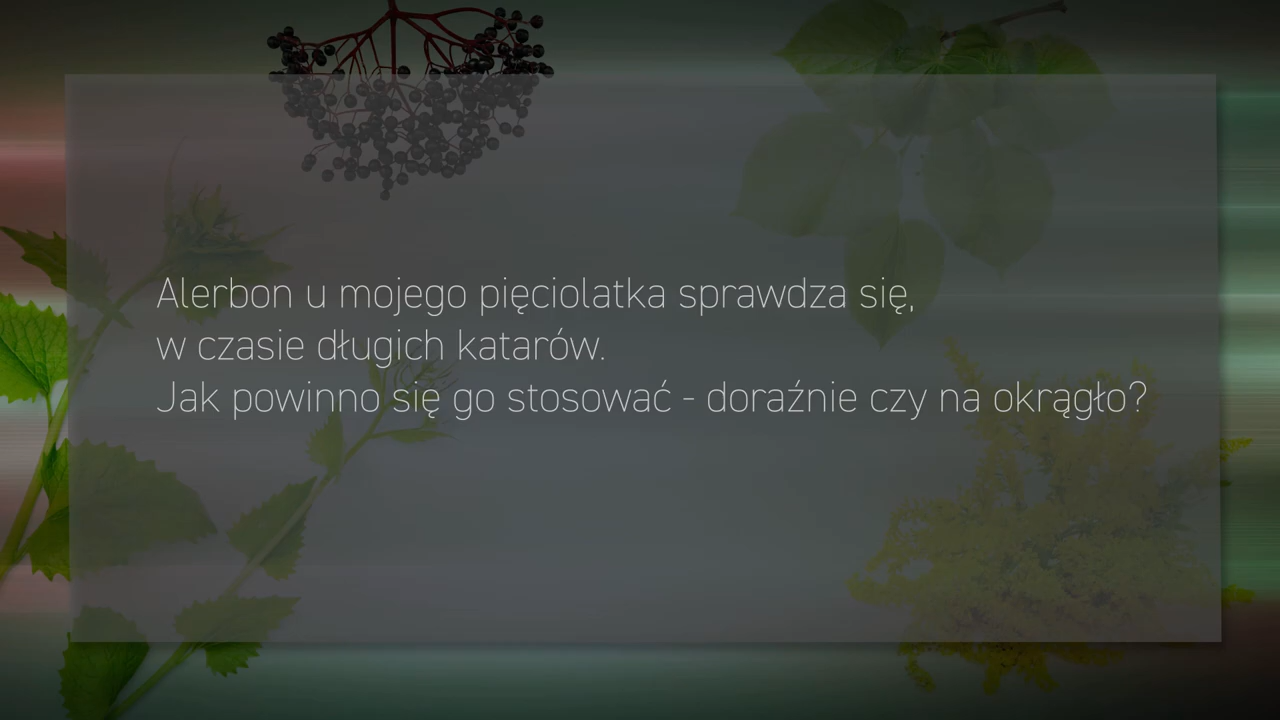 Alerbon u mojego pięciolatka sprawdza się,
w czasie długich katarów.
Jak powinno się go stosować - doraźnie czy na okrągło?